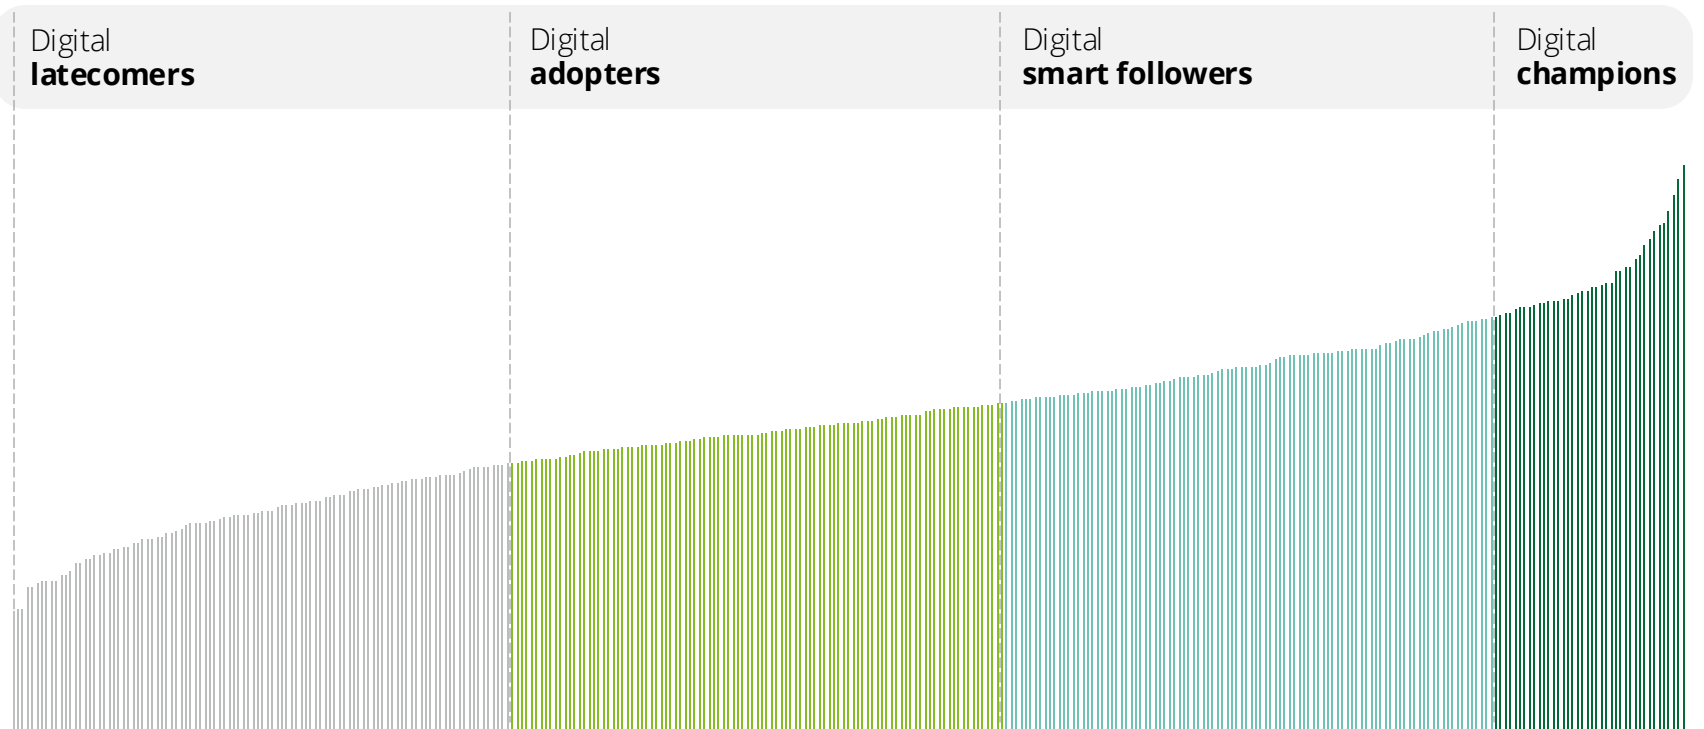 Digital
latecomers
Digital
adopters
Digital
smart followers
Digital
champions